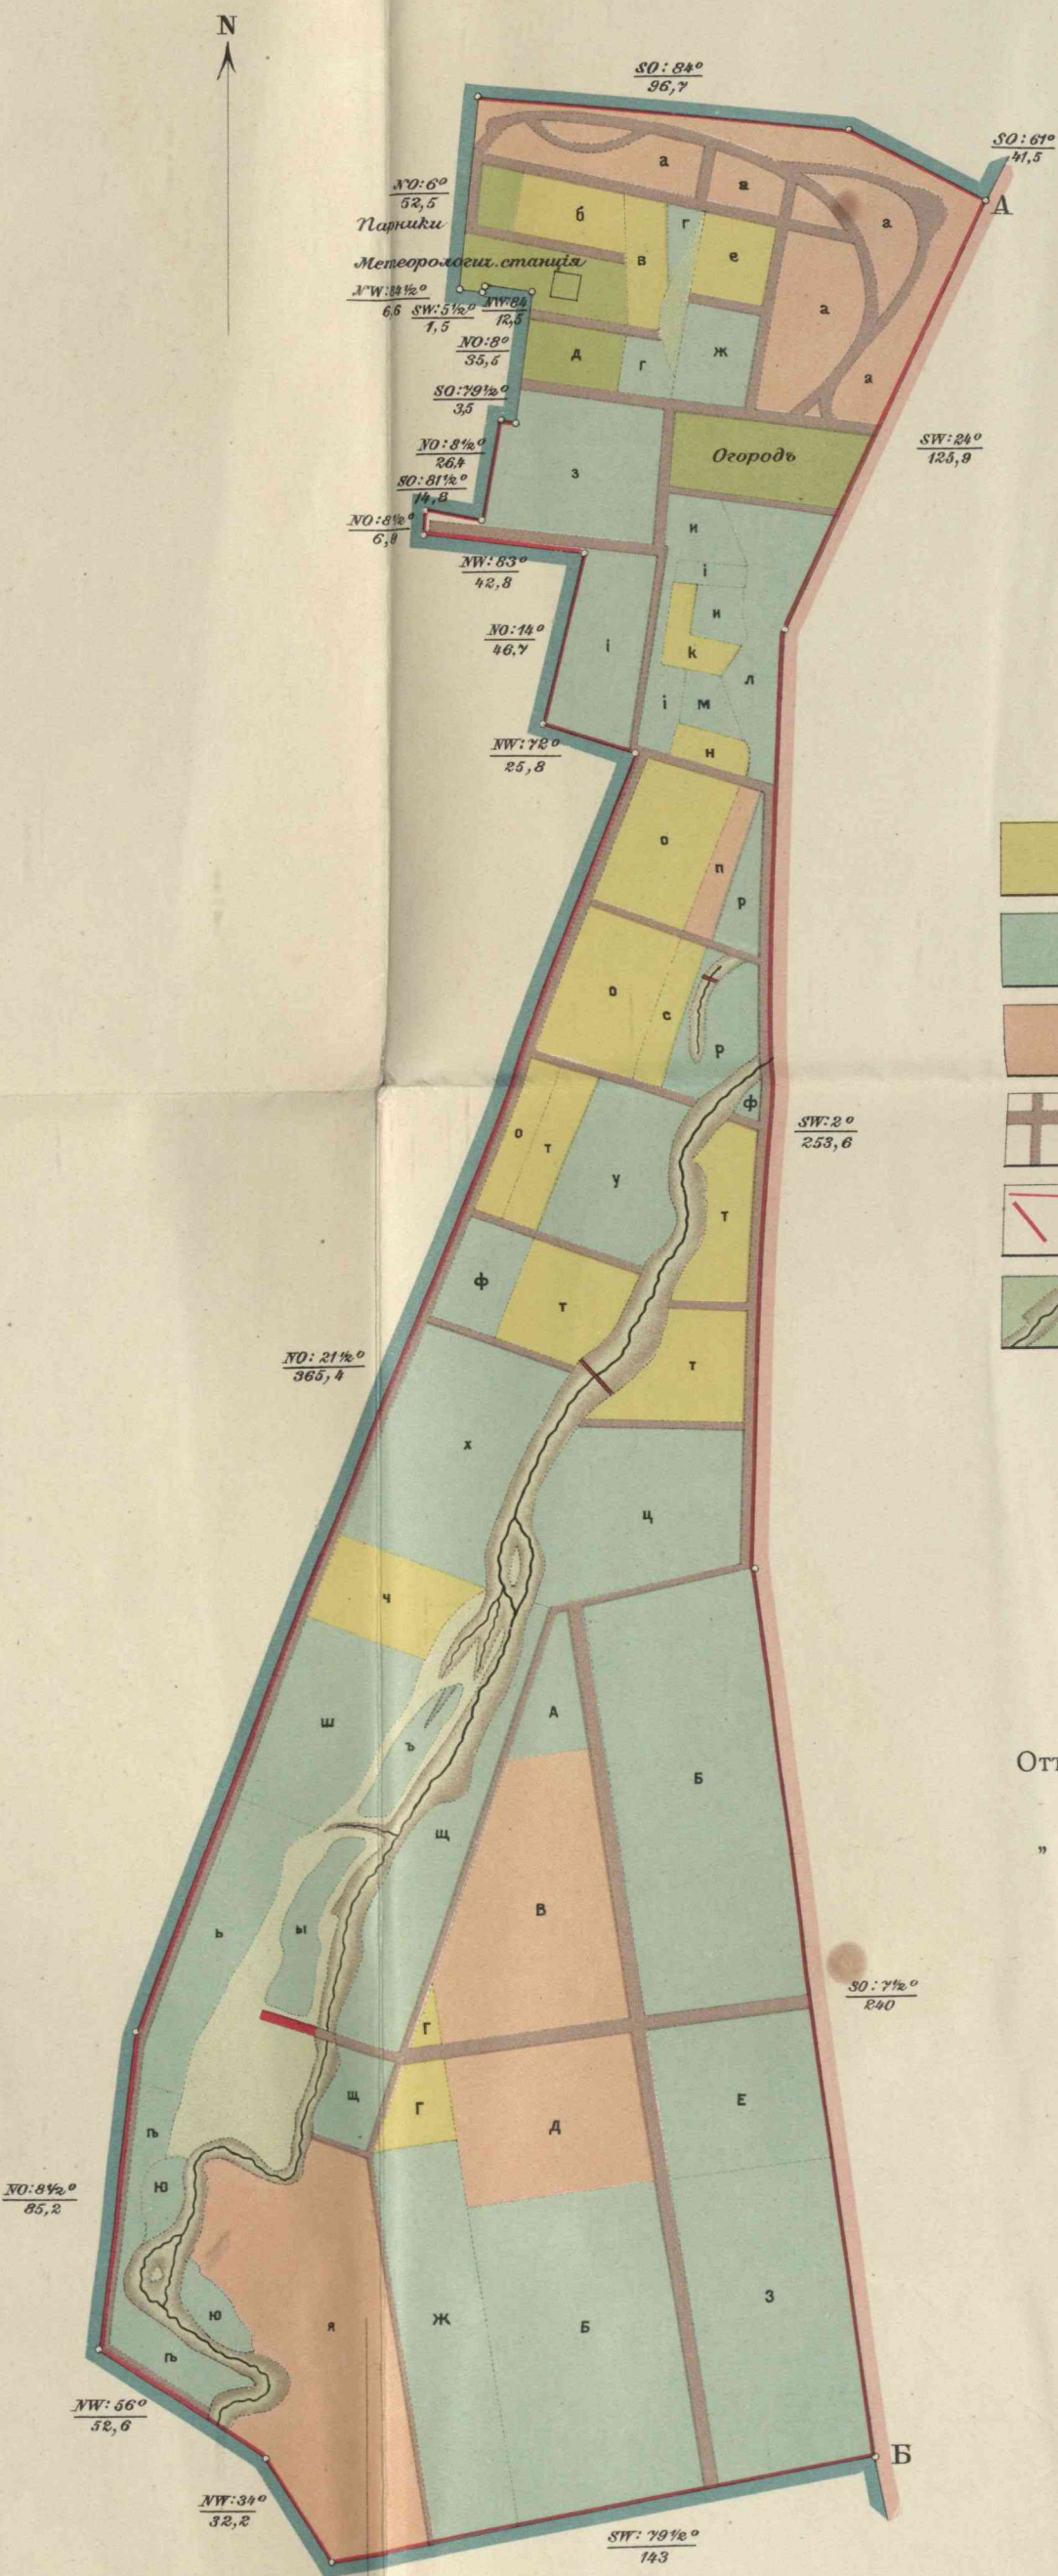 N
SO: 84°
96,7
SO: 61°
41,5
А
NO: 6°
52,5
Парники
Метеорологич. станція
NW: 84½°
6,6
SW: 5½°
1,5
NW: 84
12,5
NO: 8°
35,5
SO: 79½°
3,5
NO: 8½°
26,4
SO: 81½°
14,8
NO: 8½°
6,8
NW: 83°
42,8
NO: 14°
46,7
NW: 72°
25,8
SW: 24°
125,9
а
а
а
а
а
б
в
г
е
д
г
ж
з
Огородъ
и
і
и
к
і
і
м
л
н
о
п
р
о
с
р
ф
SW: 2°
253,6
о
т
у
т
ф
т
т
NO: 21½°
365,4
х
ц
ч
ш
ъ
А
Б
щ
В
ь
ы
SO: 7½°
240
Г
щ
Г
Д
Е
ѣ
ю
NO: 8½°
85,2
ю
я
Ж
Б
З
ѣ
NW: 56°
52,6
Б
NW: 34°
32,2
SW: 79½°
143
От
„